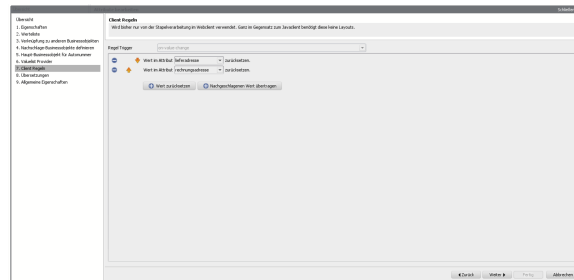 Schließen
Übersicht
1. Eigenschaften
2. Werteliste
3. Verknüpfung zu anderen Businessobjekten
4. Nachschlage-Businessobjekte definieren
5. Haupt-Businessobjekt für Autonummer
6. Valuelist Provider
7. Client Regeln
8. Übersetzungen
9. Allgemeine Eigenschaften
Client Regeln
Wird bisher nur von der Stapelverarbeitung im Webclient verwendet. Ganz im Gegensatz zum Javaclient benötigt diese keine Layouts.
Regel Trigger
on value change
Wert im Attribut lieferadresse zurücksetzen.
Wert im Attribut rechnungsadresse zurücksetzen.
Wert zurücksetzen
Nachgeschlagenen Wert übertragen
Zurück
Weiter
Fertig
Abbrechen